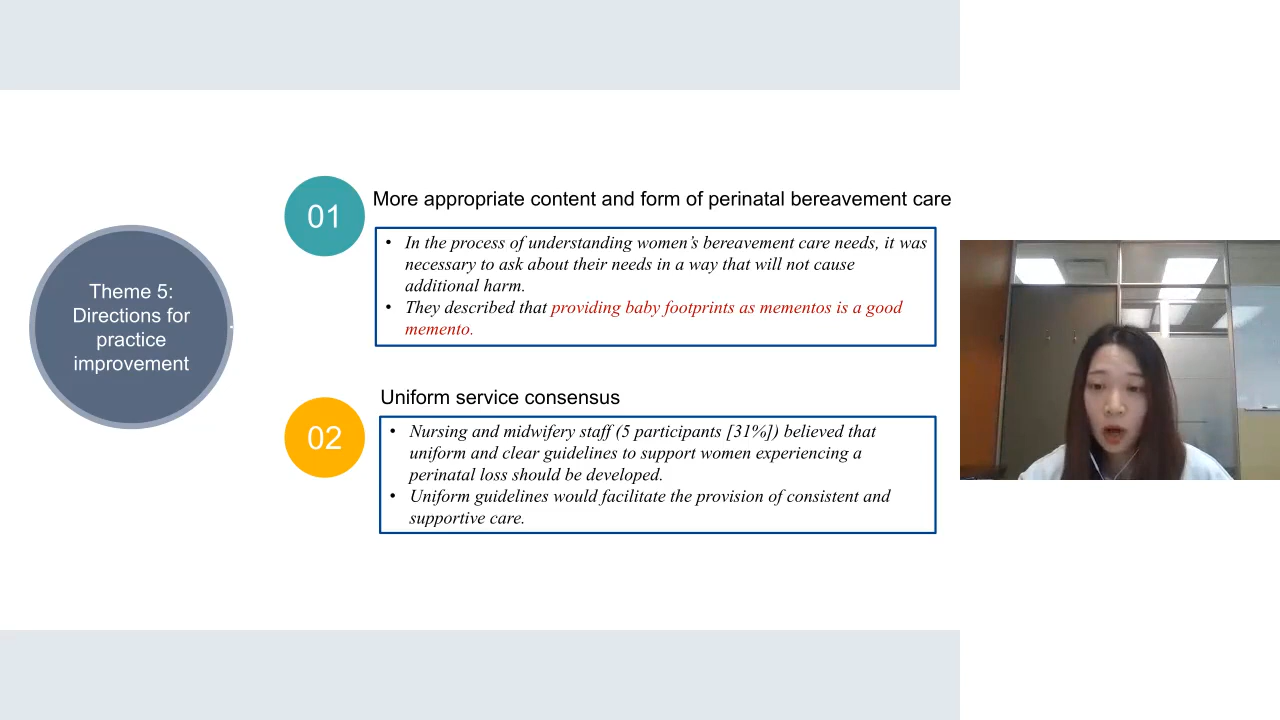 Theme 5:
Directions for
practice
improvement
01
More appropriate content and form of perinatal bereavement care
• In the process of understanding women’s bereavement care needs, it was
necessary to ask about their needs in a way that will not cause
additional harm.
• They described that providing baby footprints as mementos is a good
memento.
02
Uniform service consensus
• Nursing and midwifery staff (5 participants [31%]) believed that
uniform and clear guidelines to support women experiencing a
perinatal loss should be developed.
• Uniform guidelines would facilitate the provision of consistent and
supportive care.